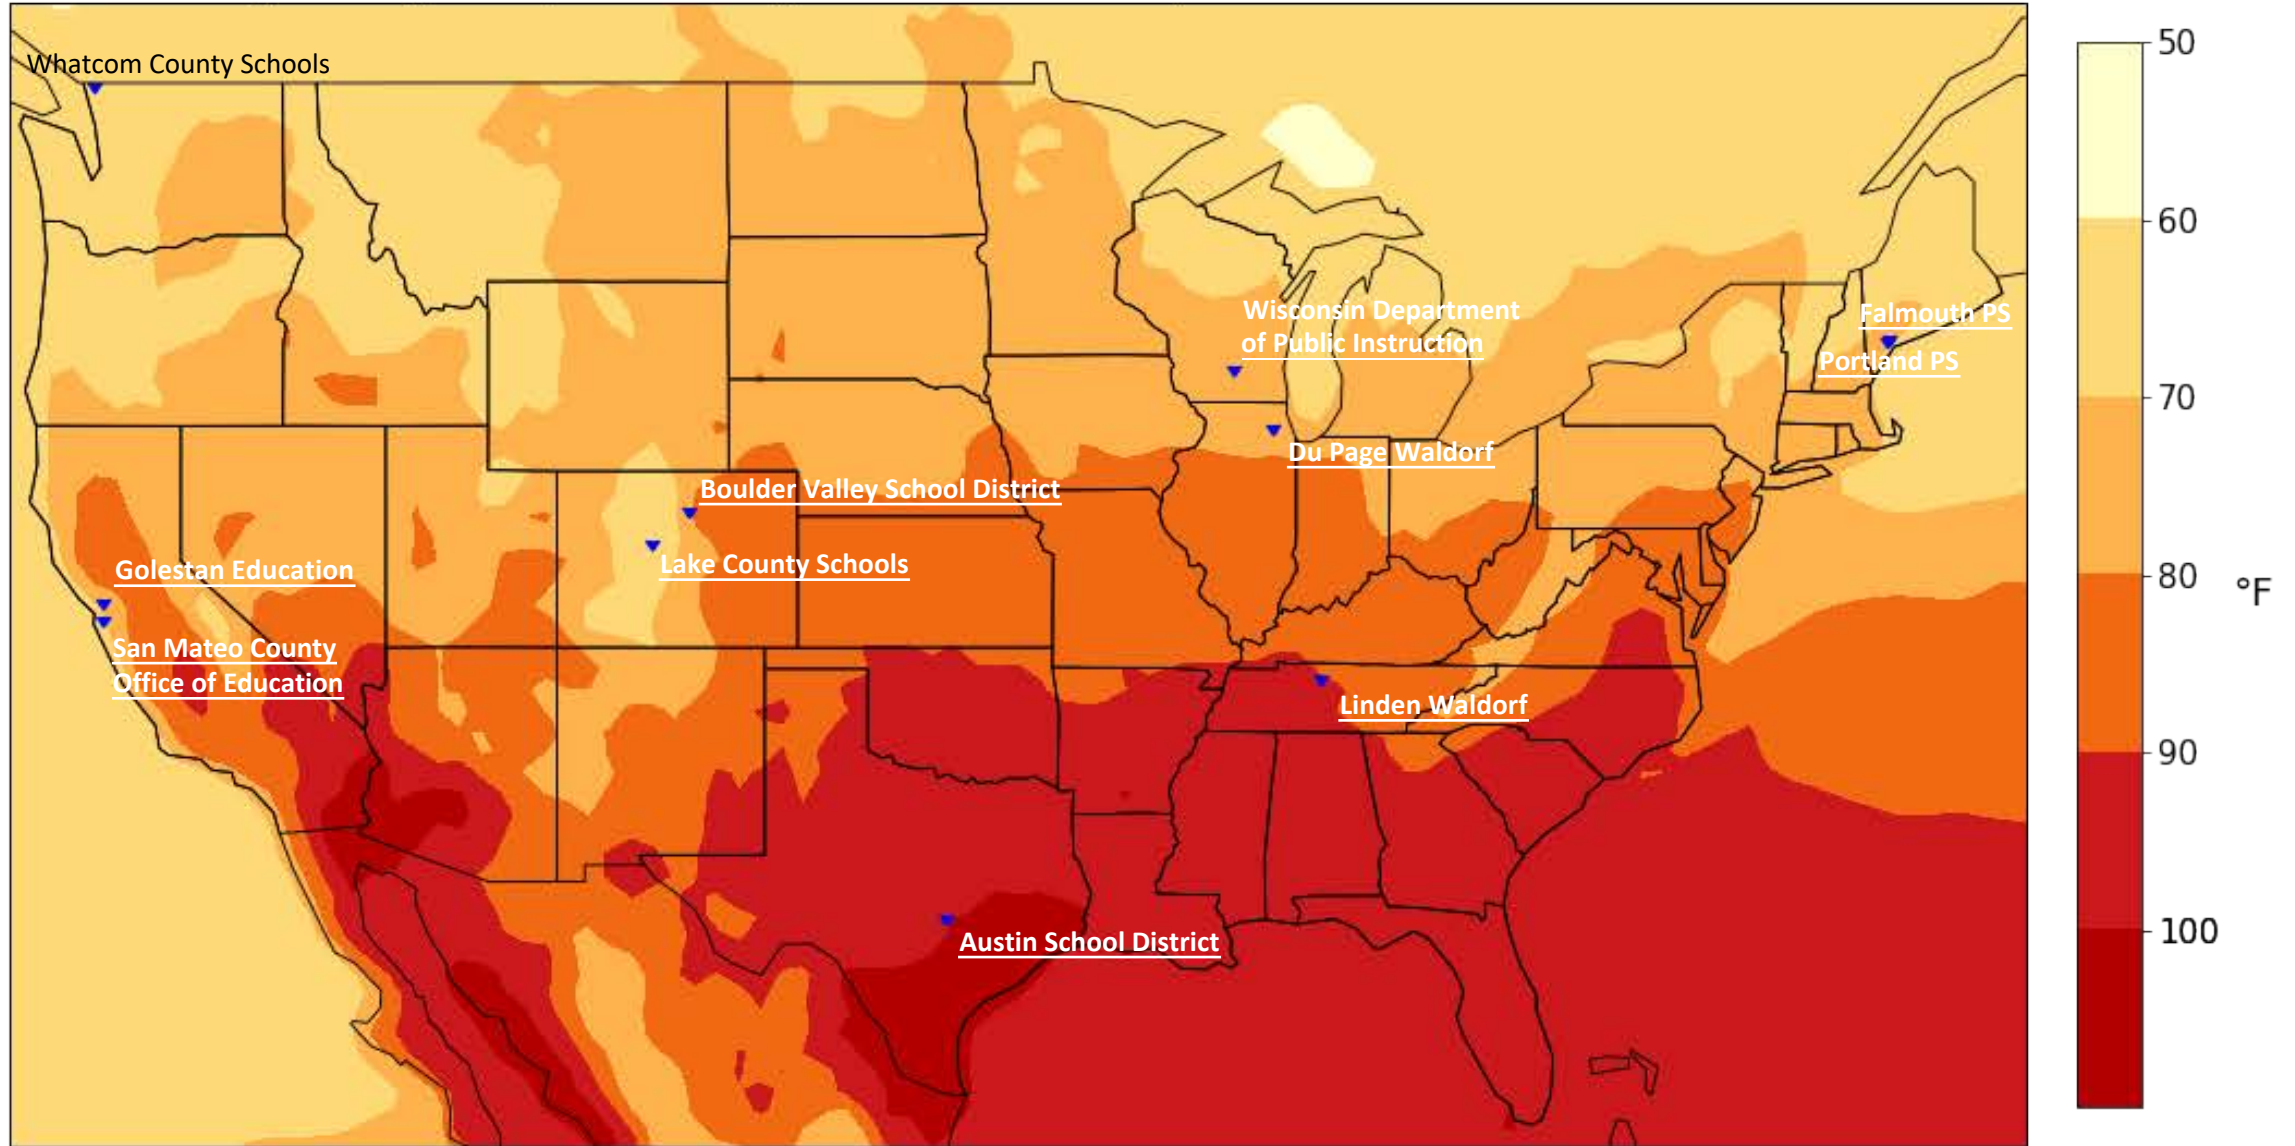 Whatcom County Schools
Wisconsin Department
of Public Instruction
Falmouth PS
Portland PS
Du Page Waldorf
Boulder Valley School District
Lake County Schools
Golestan Education
San Mateo County
Office of Education
Linden Waldorf
Austin School District
50
60
70
80
90
100
°F